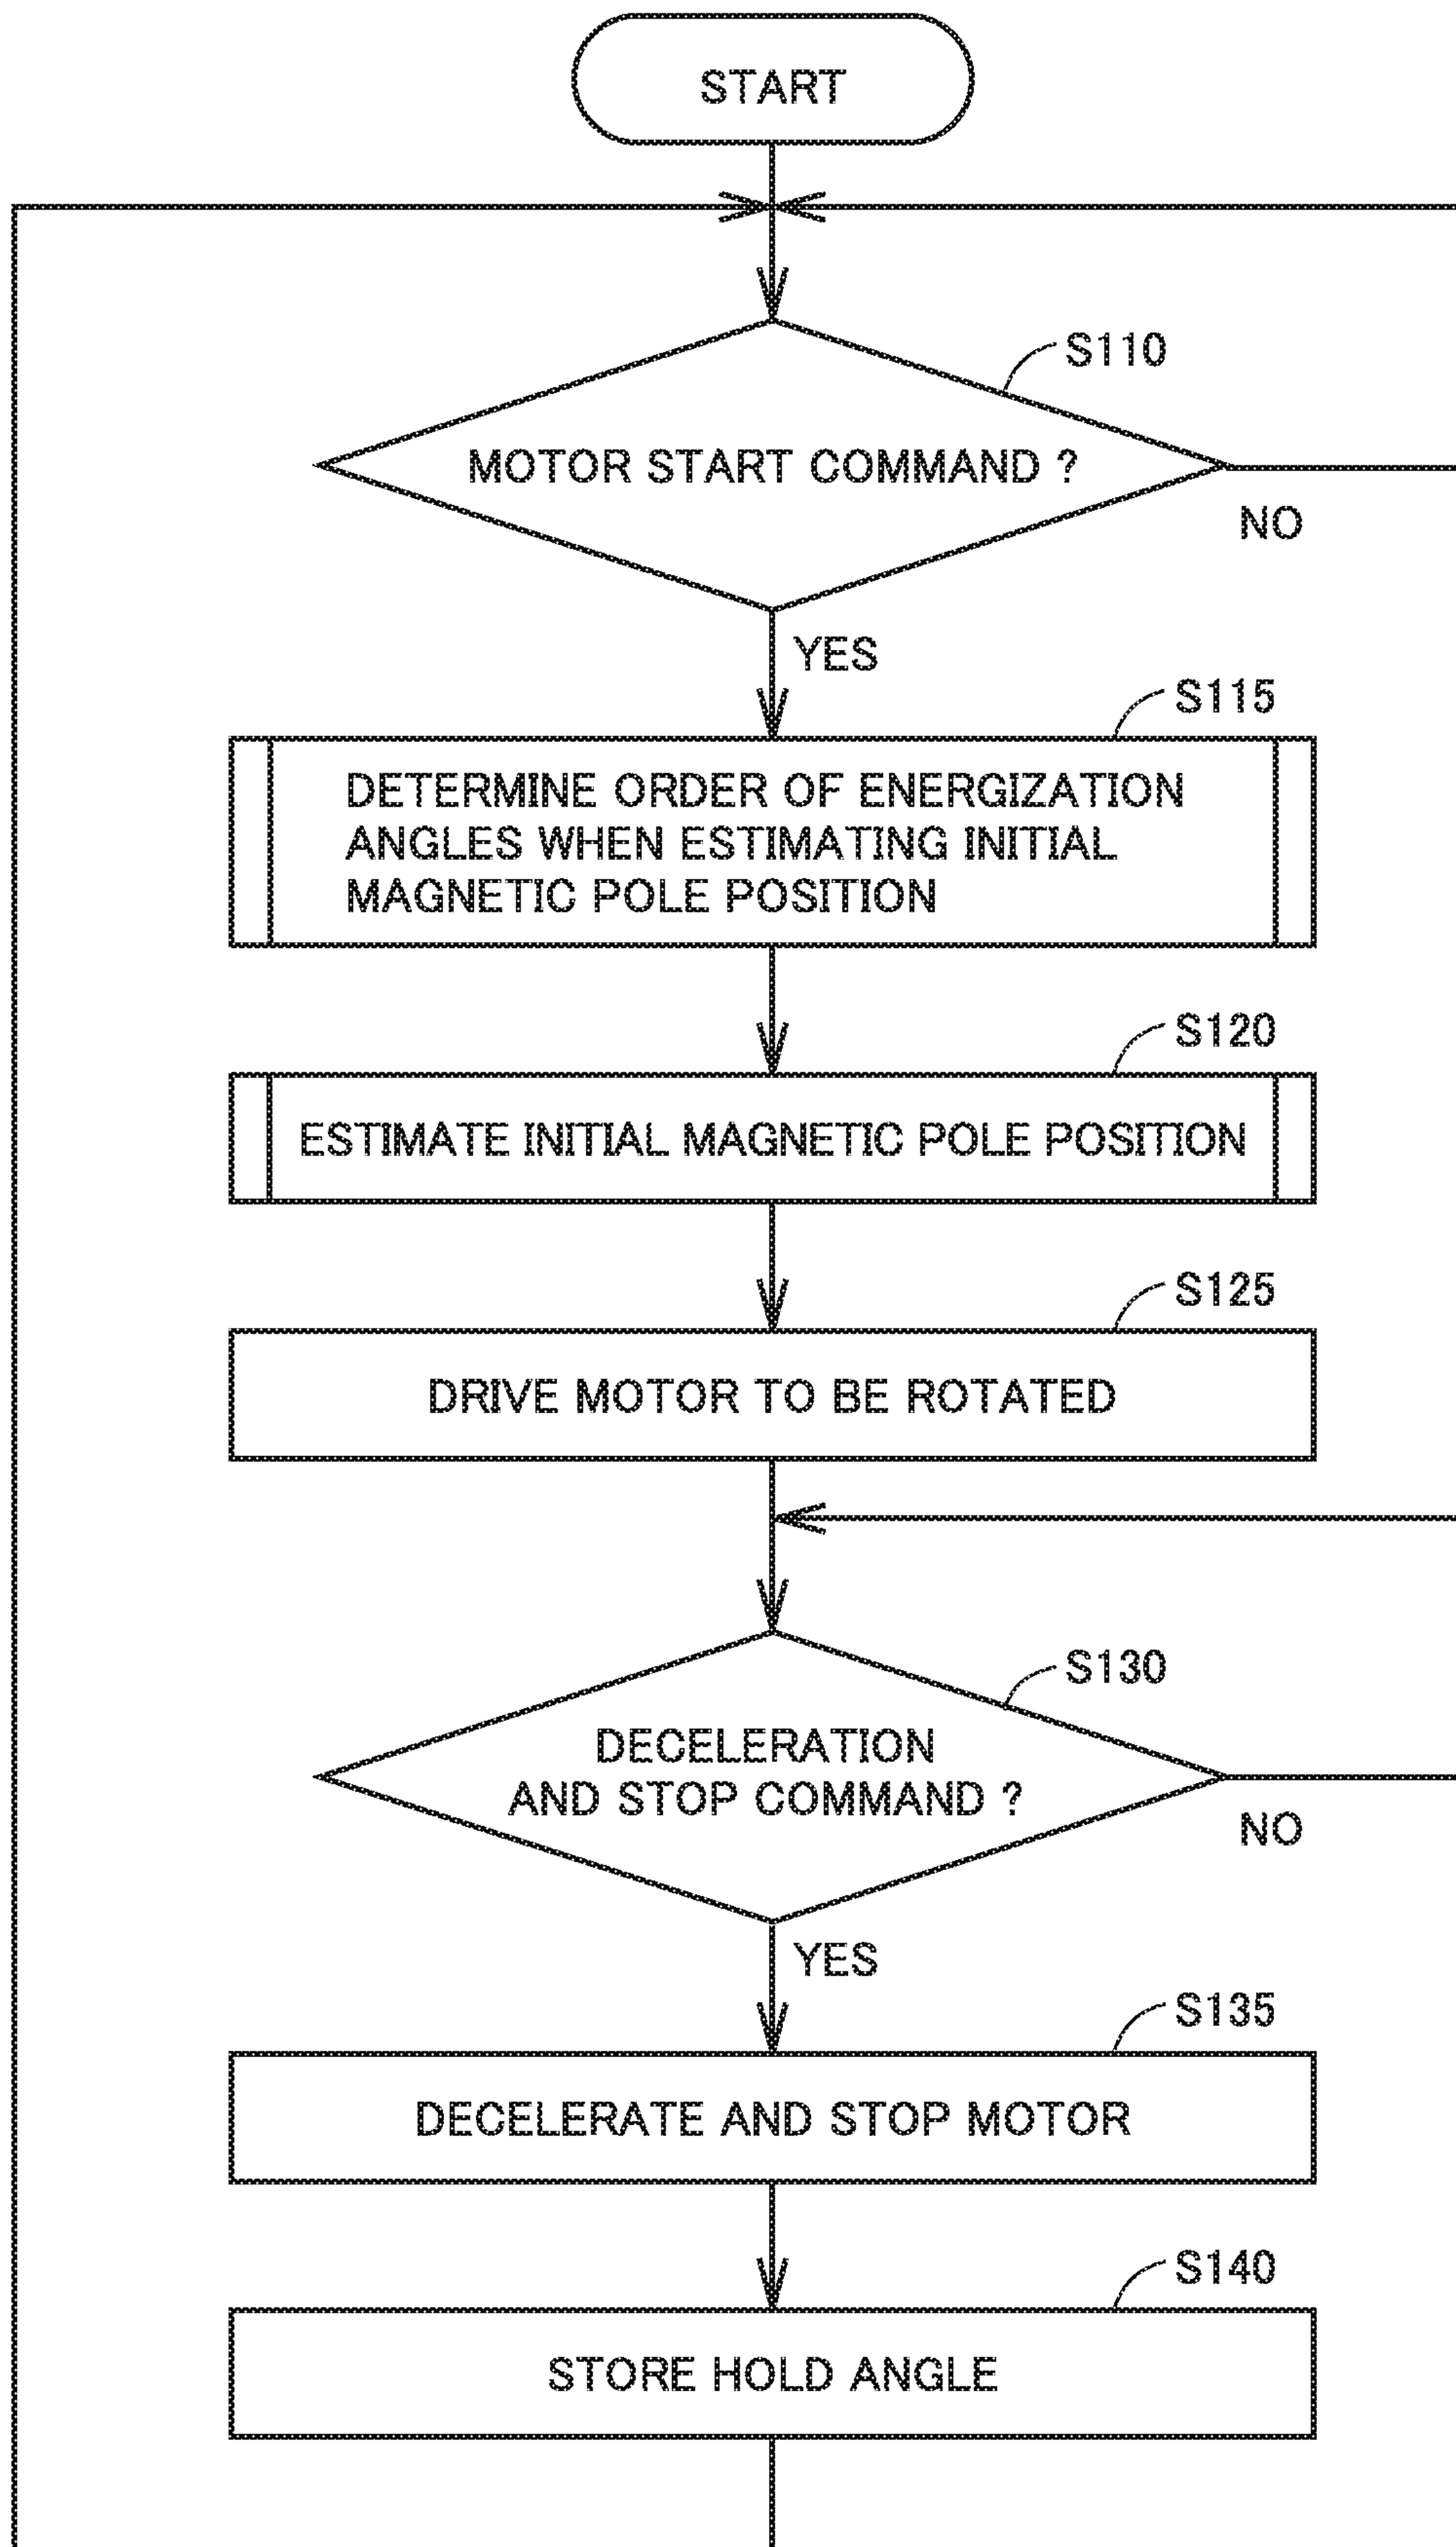 START
S110
MOTOR START COMMAND ?
NO
YES
S115
DETERMINE ORDER OF ENERGIZATION
ANGLES WHEN ESTIMATING INITIAL
MAGNETIC POLE POSITION
S120
ESTIMATE INITIAL MAGNETIC POLE POSITION
S125
DRIVE MOTOR TO BE ROTATED
S130
DECELERATION
AND STOP COMMAND ?
NO
YES
S135
DECELERATE AND STOP MOTOR
S140
STORE HOLD ANGLE